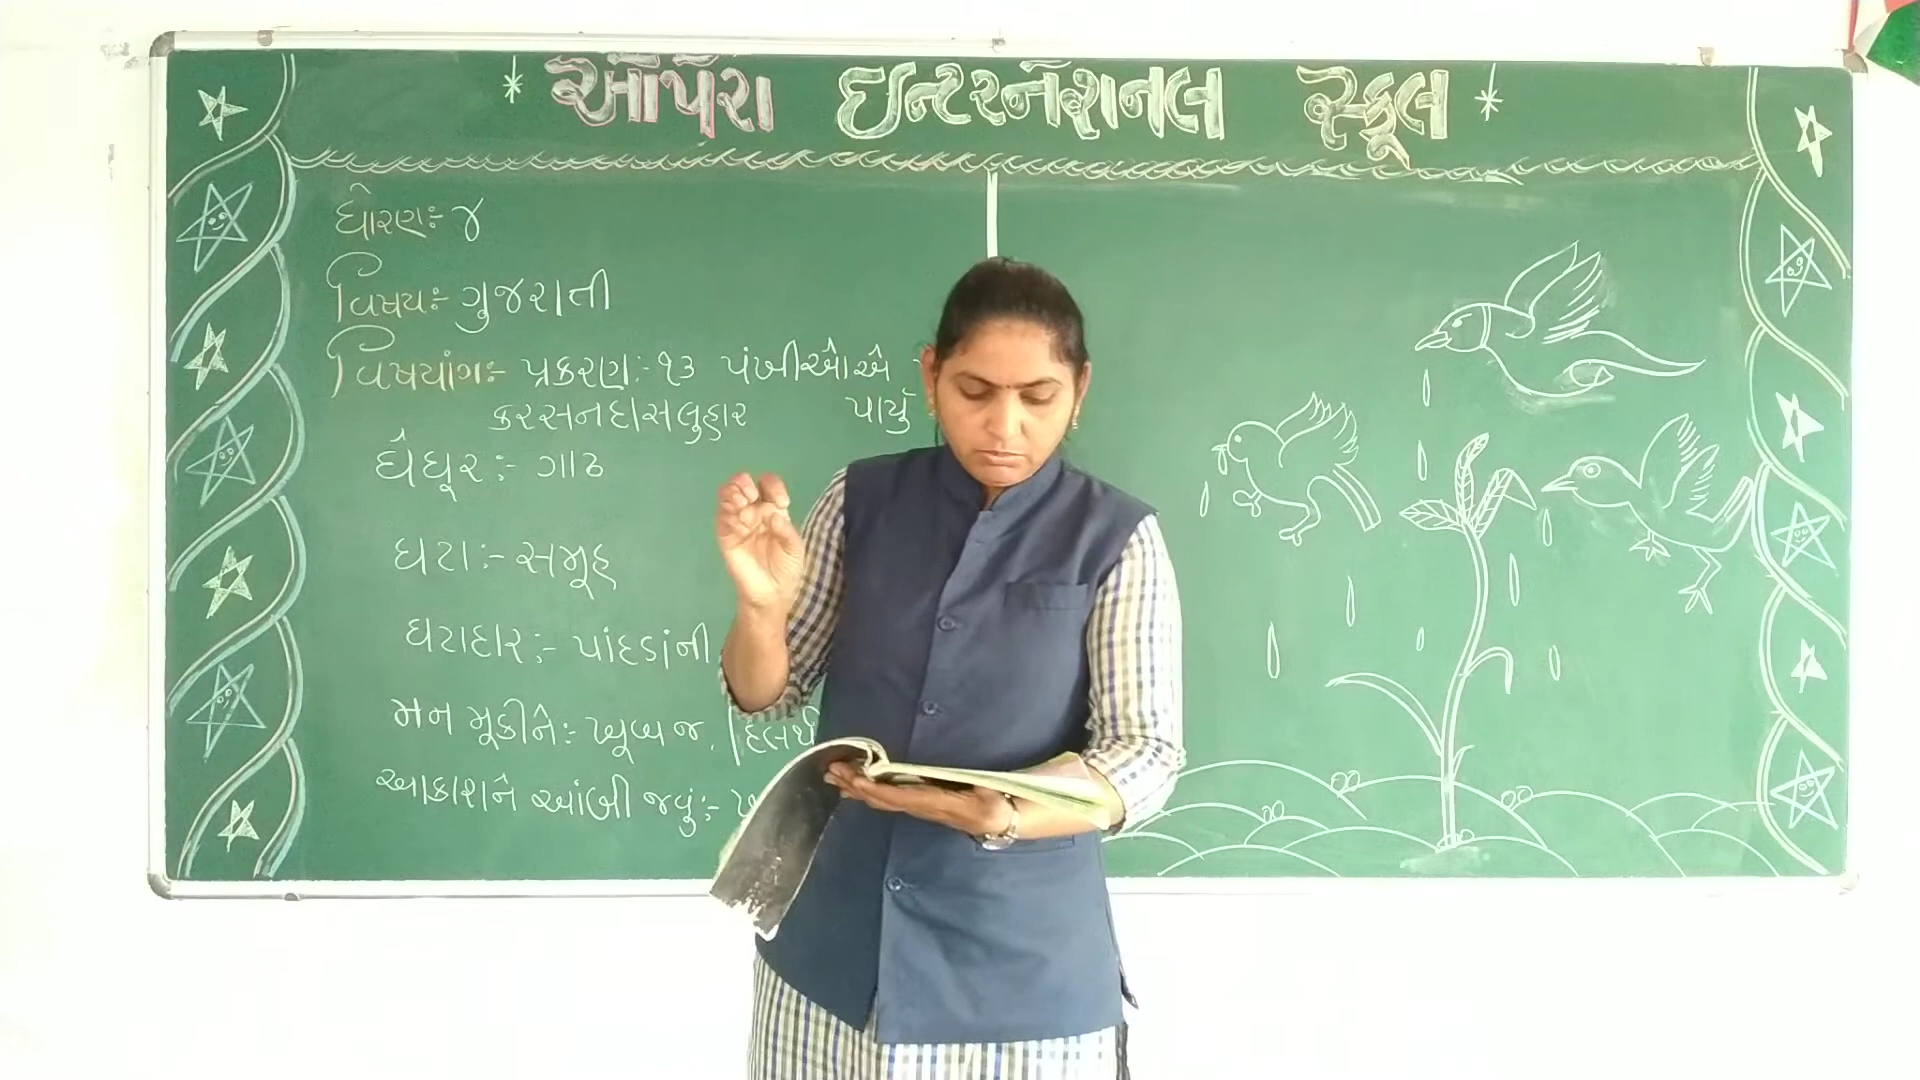 ઓપેરા ઇન્ટરનેશનલ સ્કૂલ
ધોરણઃ- ૪
વિષયઃ- ગુજરાતી
વિષયાંગઃ- પ્રકરણઃ-૧૩ પંખીઓએ
કરસનદાસ લુહાર પાયું
ઘેઘૂરઃ- ગાઢ
ઘટાઃ- સમૂહ
ઘટાદારઃ- પાંદડાંની
મન મૂકીનેઃ- ખૂબ જ, દિલથી
આકાશને આંબી જવુંઃ-